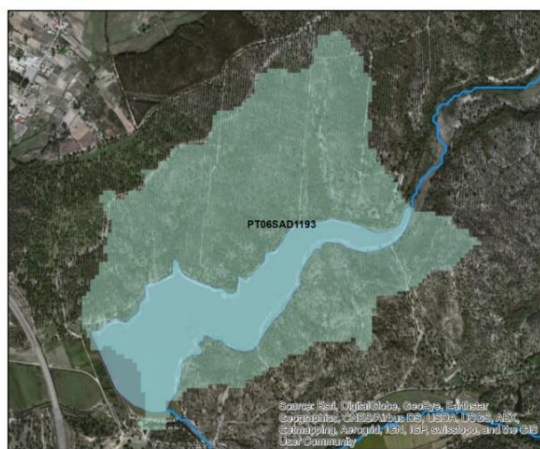 PT06SAD1193
Source: Esri, DigitalGlobe, GeoEye, Earthstar
Geographics, CNES/Airbus DS, USDA, USGS, AEX,
Getmapping, Aerogrid, IGN, IGP, swisstopo, and the GIS
User Community